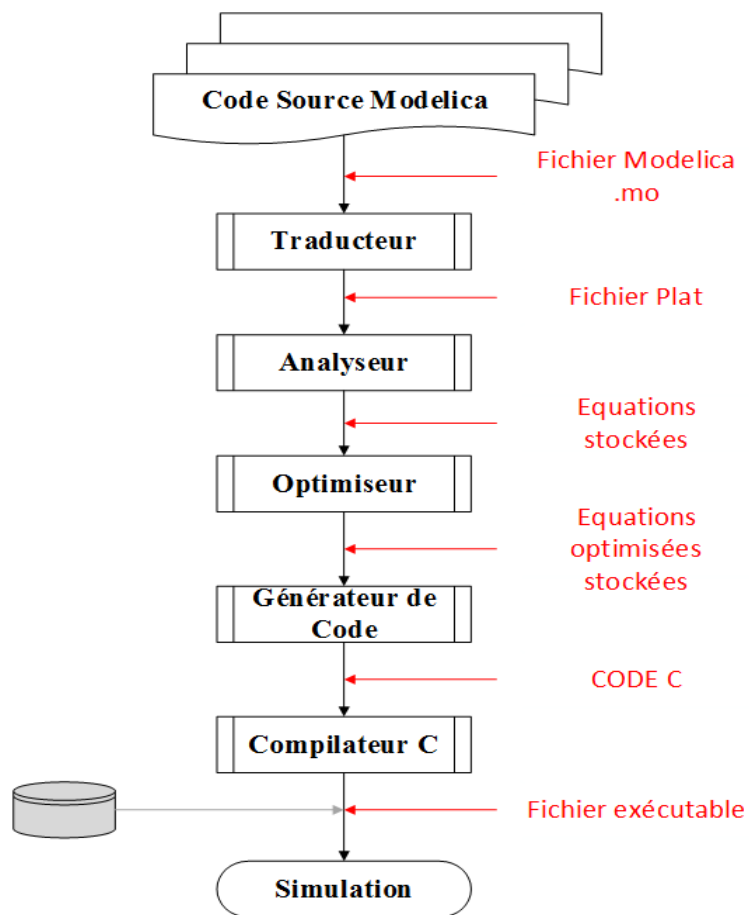 Code Source Modelica
Fichier Modelica
.mo
Traducteur
Fichier Plat
Analyseur
Equations
stockées
Optimiseur
Equations
optimisées
stockées
Générateur de
Code
CODE C
Compilateur C
Fichier exécutable
Simulation